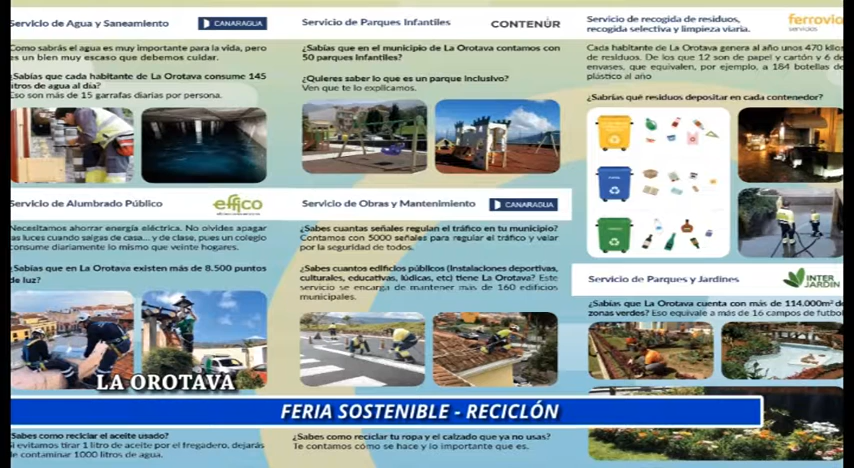 Servicio de Agua y Saneamiento
CANARAGUA
Como sabrás el agua es muy importante para la vida, pero
es un bien muy escaso que debemos cuidar.
¿Sabías que cada habitante de La Orotava consume 145
litros de agua al día?
Eso son más de 15 garrafas diarias por persona.
Servicio de Parques Infantiles
CONTENUR
¿Sabías que en el municipio de La Orotava contamos con
50 parques infantiles?
¿Quieres saber lo que es un parque inclusivo?
Ven que te lo explicamos.
Servicio de recogida de residuos,
recogida selectiva y limpieza viaria.
ferrovial
servicios
Cada habitante de La Orotava genera al año unos 470 kilos
de residuos. De los que 12 son de papel y cartón y 6 de
envases, que equivalen, por ejemplo, a 184 botellas de
plástico al año
¿Sabrías qué residuos depositar en cada contenedor?
Servicio de Alumbrado Público
effico
Necesitamos ahorrar energía eléctrica. No olvides apagar
las luces cuando salgas de casa... y de clase, pues un colegio
consume diariamente lo mismo que veinte hogares.
¿Sabías que en La Orotava existen más de 8.500 puntos
de luz?
Servicio de Obras y Mantenimiento
CANARAGUA
¿Sabes cuantas señales regulan el tráfico en tu municipio?
Contamos con 5000 señales para regular el tráfico y velar
por la seguridad de todos.
¿Sabes cuantos edificios públicos (Instalaciones deportivas,
culturales, educativas, lúdicas, etc) tiene La Orotava? Este
servicio se encarga de mantener más de 160 edificios
municipales.
Servicio de Parques y Jardines
INTER
JARDIN
¿Sabías que La Orotava cuenta con más de 114.000m² de
zonas verdes? Eso equivale a más de 16 campos de futbol
LA OROTAVA
FERIA SOSTENIBLE - RECICLÓN
¿Sabes como reciclar el aceite usado?
Si evitamos tirar 1 litro de aceite por el fregadero, dejarás
de contaminar 1000 litros de agua.
¿Sabes como reciclar tu ropa y el calzado que ya no usas?
Te contamos cómo se hace y lo importante que es.